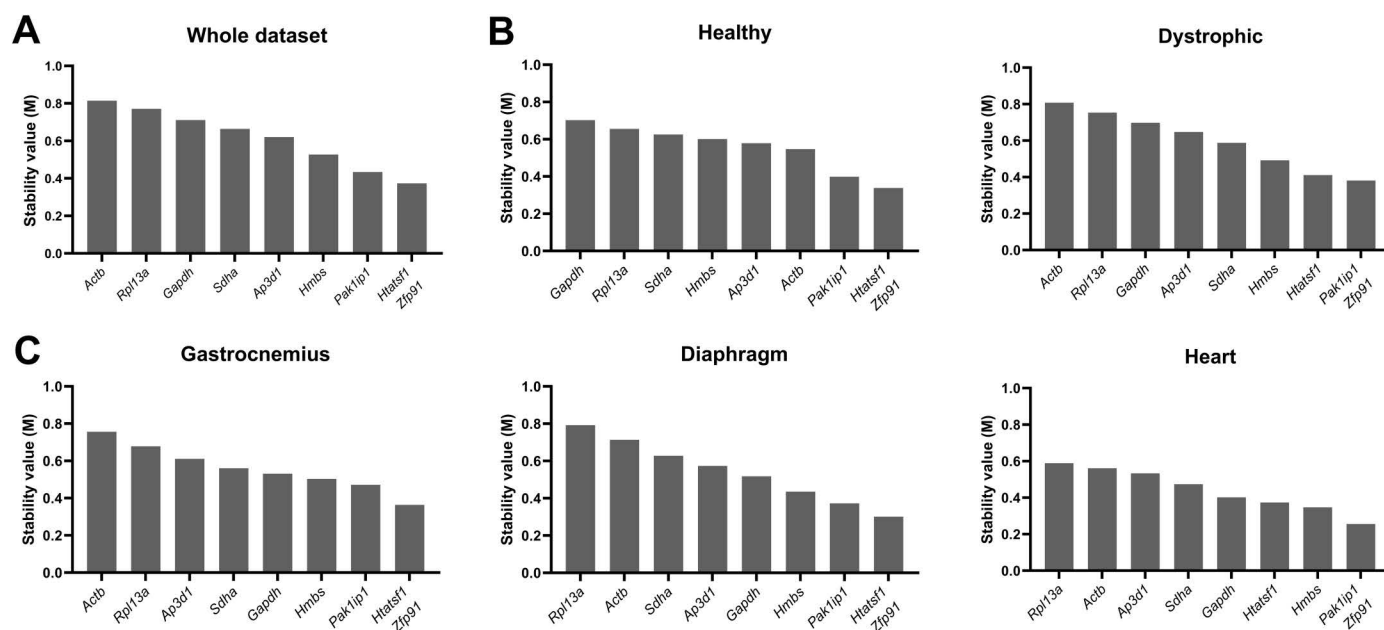 A
Whole dataset
Stability value (M)
1.0
0.8
0.6
0.4
0.2
0.0
Actb
Rpl13a
Gapdh
Sdha
Ap3d1
Hmbs
Pak1ip1
Htatsf1
Zfp91
B
Healthy
Stability value (M)
1.0
0.8
0.6
0.4
0.2
0.0
Gapdh
Rpl13a
Sdha
Hmbs
Ap3d1
Actb
Pak1ip1
Htatsf1
Zfp91
Dystrophic
Stability value (M)
1.0
0.8
0.6
0.4
0.2
0.0
Actb
Rpl13a
Gapdh
Ap3d1
Sdha
Hmbs
Htatsf1
Pak1ip1
Zfp91
C
Gastrocnemius
Stability value (M)
1.0
0.8
0.6
0.4
0.2
0.0
Actb
Rpl13a
Ap3d1
Sdha
Gapdh
Hmbs
Pak1ip1
Htatsf1
Zfp91
Diaphragm
Stability value (M)
1.0
0.8
0.6
0.4
0.2
0.0
Rpl13a
Actb
Sdha
Ap3d1
Gapdh
Hmbs
Pak1ip1
Htatsf1
Zfp91
Heart
Stability value (M)
1.0
0.8
0.6
0.4
0.2
0.0
Rpl13a
Actb
Ap3d1
Sdha
Gapdh
Htatsf1
Hmbs
Pak1ip1
Zfp91